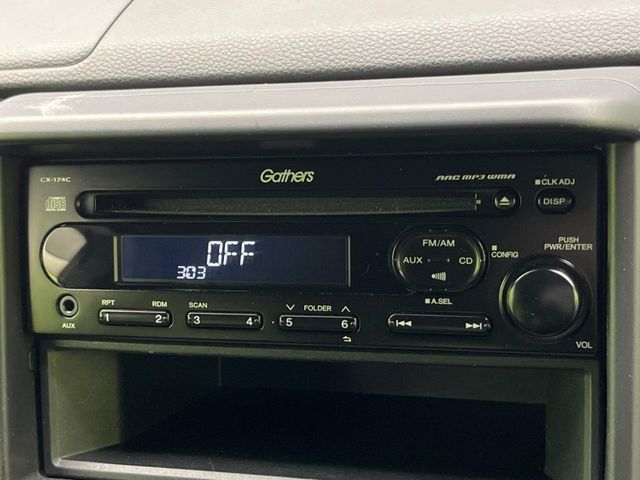 CX-174C
Gathers
AAC MP3 WMA
CLK ADJ
DISP
OFF
3:03
FM/AM
AUX
CD
CONFIG
PUSH
PWR/ENTER
A.SEL
AUX
RPT
RDM
1
2
SCAN
3
4
FOLDER
5
6
VOL